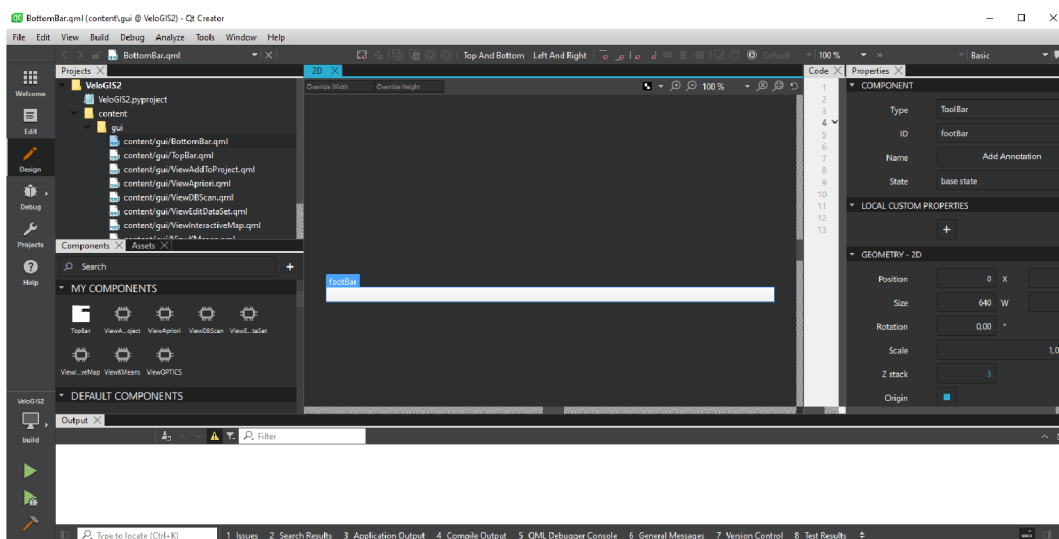 BottomBar.qml (content\gui @ VeloGIS2) - Qt Creator
File Edit View Build Debug Analyze Tools Window Help
BottomBar.qml
Top And Bottom Left And Right
Default
100 %
Basic
Welcome
Edit
Design
Debug
Projects
Help
VeloGIS2
build
Projects
VeloGIS2
VeloGIS2.pyproject
content
gui
content/gui/BottomBar.qml
content/gui/TopBar.qml
content/gui/ViewAddToProject.qml
content/gui/ViewApriori.qml
content/gui/ViewDBScan.qml
content/gui/ViewEditDataSet.qml
content/gui/ViewInteractiveMap.qml
Components Assets
Search
MY COMPONENTS
TopBar ViewA...oject ViewApriori ViewDBScan ViewE...taSet
ViewI...veMap ViewKMeans ViewOPTICS
DEFAULT COMPONENTS
2D
Override Width Override Height
100 %
footBar
Code
1
2
3
4
5
6
7
8
9
10
11
12
13
Properties
COMPONENT
Type ToolBar
ID footBar
Name Add Annotation
State base state
LOCAL CUSTOM PROPERTIES
+
GEOMETRY - 2D
Position 0 X
Size 640 W
Rotation 0,00 °
Scale 1,0
Z stack 3
Origin
Output
Filter
Type to locate (Ctrl+K)
1 Issues 2 Search Results 3 Application Output 4 Compile Output 5 QML Debugger Console 6 General Messages 7 Version Control 8 Test Results